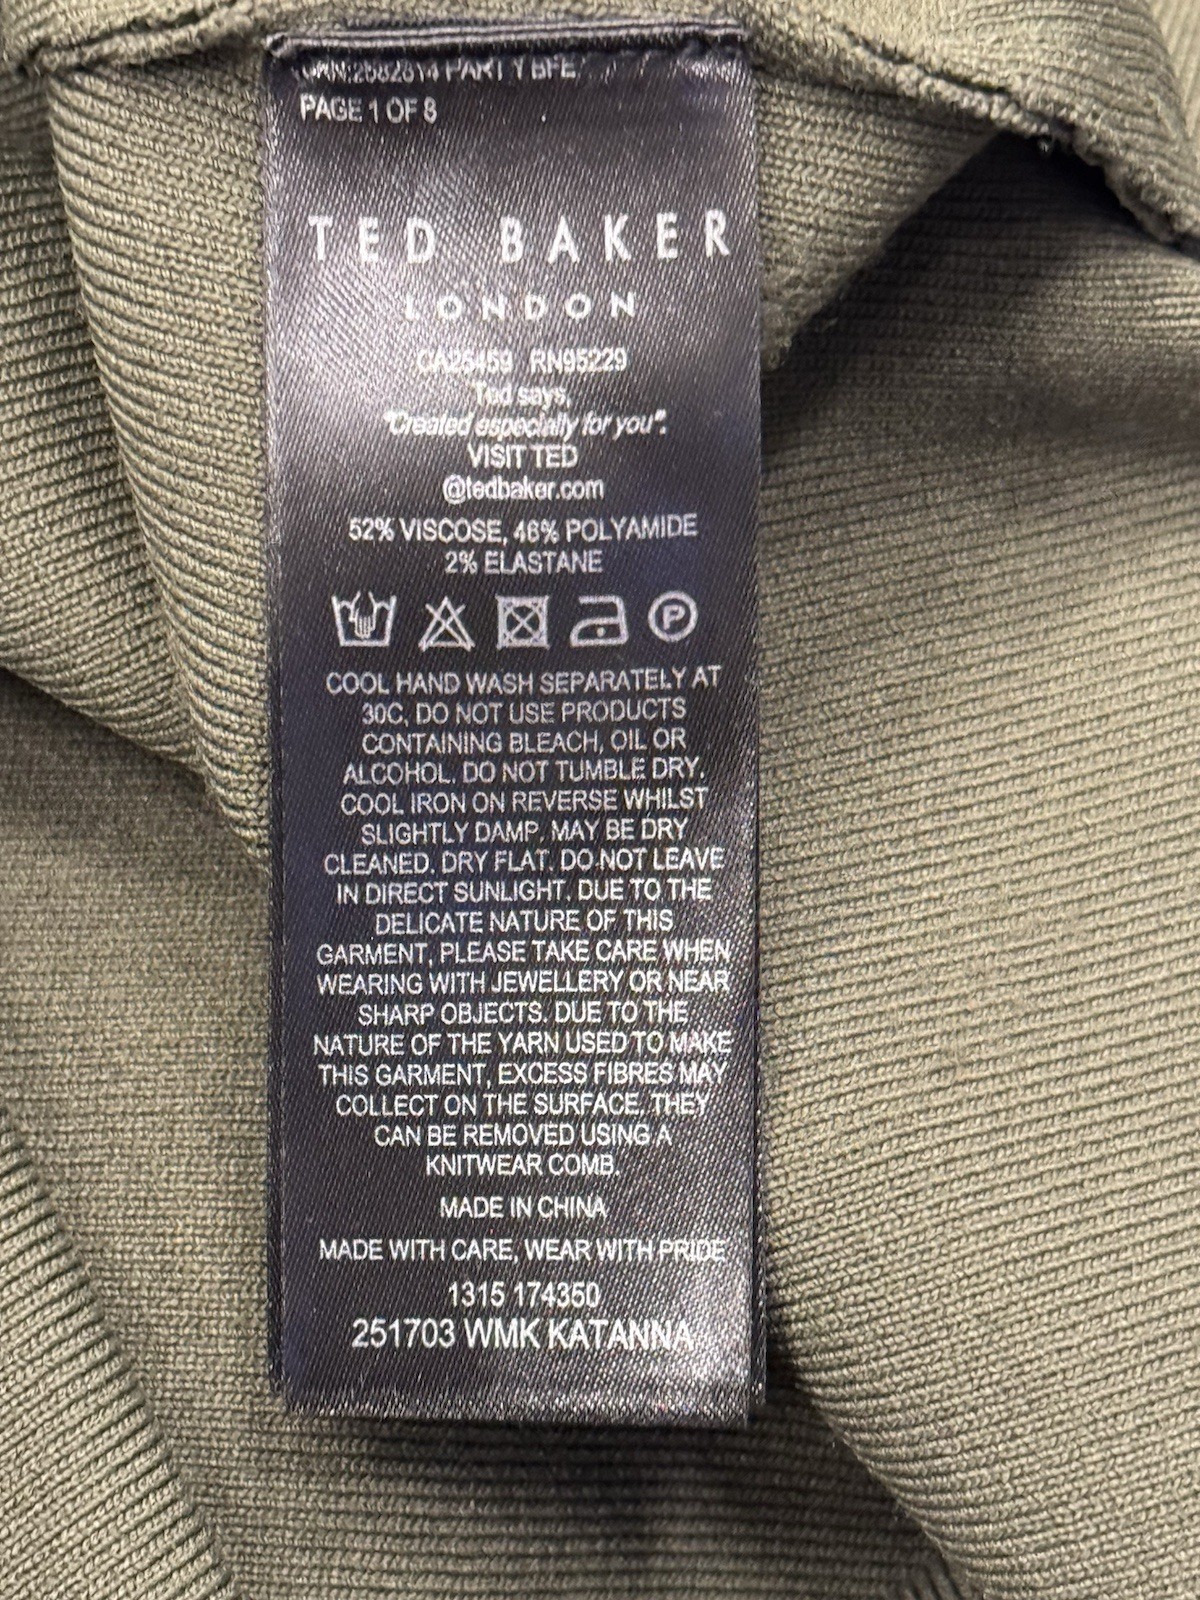 PAGE 1 OF 8
TED BAKER
LONDON
CA25459 RN95229
Ted says,
"Created especially for you".
VISIT TED
@tedbaker.com
52% VISCOSE, 46% POLYAMIDE
2% ELASTANE
P
COOL HAND WASH SEPARATELY AT
30C. DO NOT USE PRODUCTS
CONTAINING BLEACH, OIL OR
ALCOHOL. DO NOT TUMBLE DRY.
COOL IRON ON REVERSE WHILST
SLIGHTLY DAMP. MAY BE DRY
CLEANED. DRY FLAT. DO NOT LEAVE
IN DIRECT SUNLIGHT. DUE TO THE
DELICATE NATURE OF THIS
GARMENT, PLEASE TAKE CARE WHEN
WEARING WITH JEWELLERY OR NEAR
SHARP OBJECTS. DUE TO THE
NATURE OF THE YARN USED TO MAKE
THIS GARMENT, EXCESS FIBRES MAY
COLLECT ON THE SURFACE. THEY
CAN BE REMOVED USING A
KNITWEAR COMB.
MADE IN CHINA
MADE WITH CARE, WEAR WITH PRIDE
1315 174350
251703 WMK KATANNA